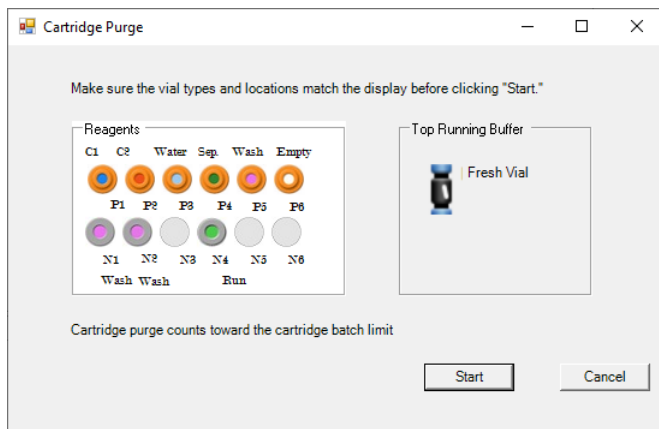 Cartridge Purge
Make sure the vial types and locations match the display before clicking "Start."
Reagents
C1 C2 Water Sep. Wash Empty
P1 P2 P3 P4 P5 P6
N1 N2 N3 N4 N5 N6
Wash Wash Run
Top Running Buffer
Fresh Vial
Cartridge purge counts toward the cartridge batch limit
Start Cancel